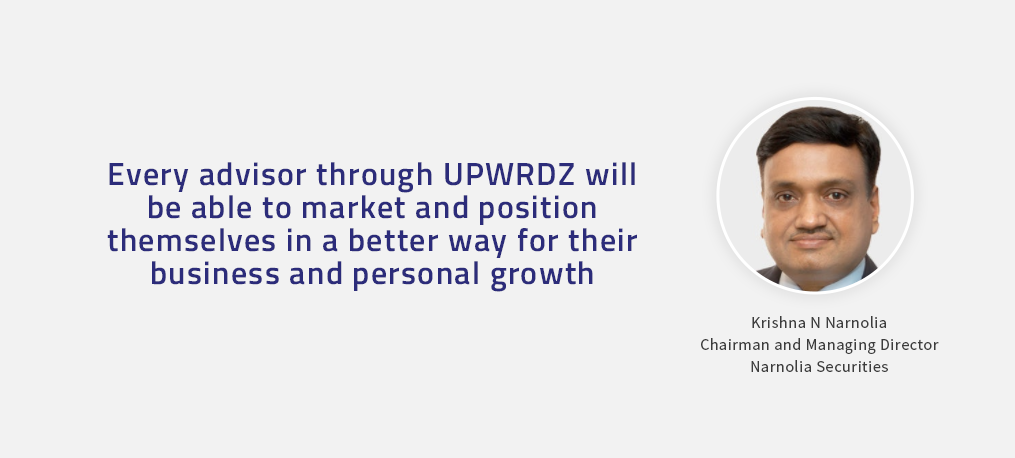 Every advisor through UPWRDZ will
be able to market and position
themselves in a better way for their
business and personal growth
Krishna N Narnolia
Chairman and Managing Director
Narnolia Securities